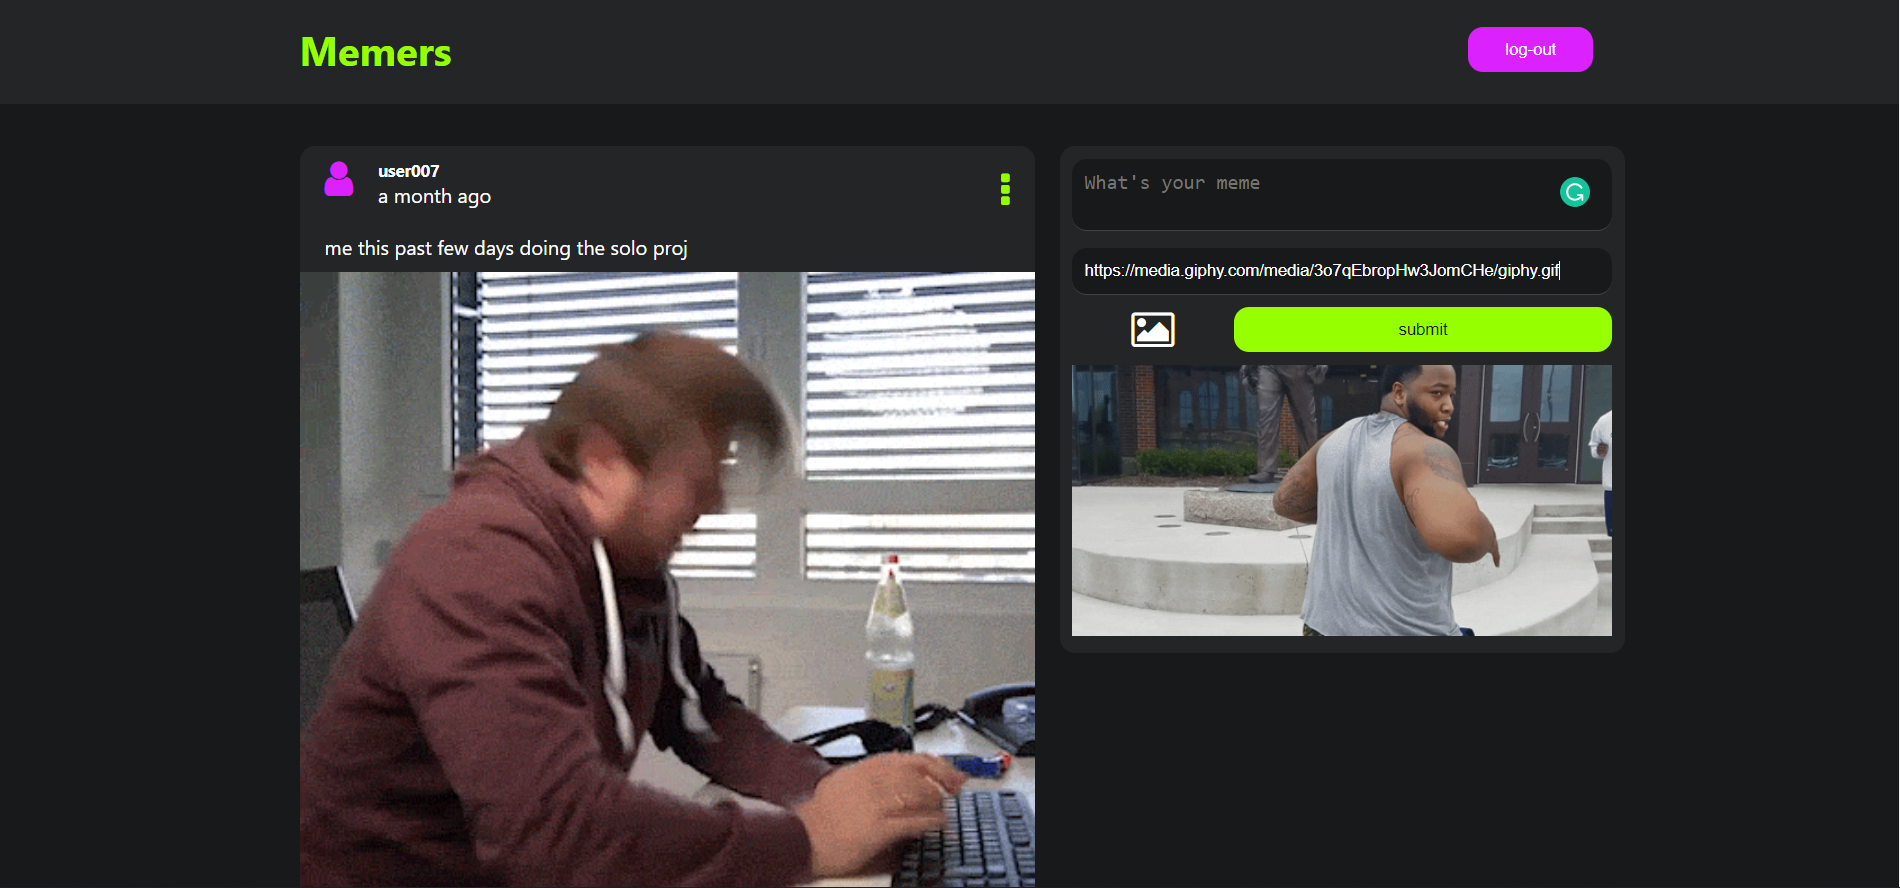 Memers
log-out
user007
a month ago
me this past few days doing the solo proj
What's your meme
https://media.giphy.com/media/3o7qEbropHw3JomCHe/giphy.gif
submit